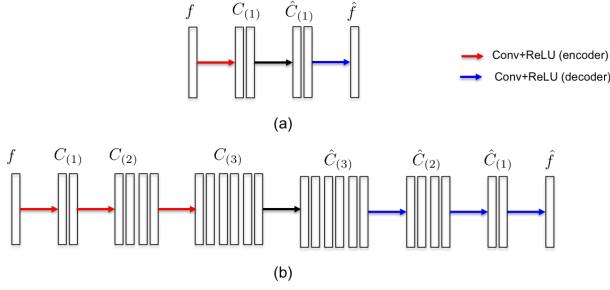 f C₍₁₎ Ĉ₍₁₎ f̂
Conv+ReLU (encoder)
Conv+ReLU (decoder)
(a)
f C₍₁₎ C₍₂₎ C₍₃₎ Ĉ₍₃₎ Ĉ₍₂₎ Ĉ₍₁₎ f̂
(b)